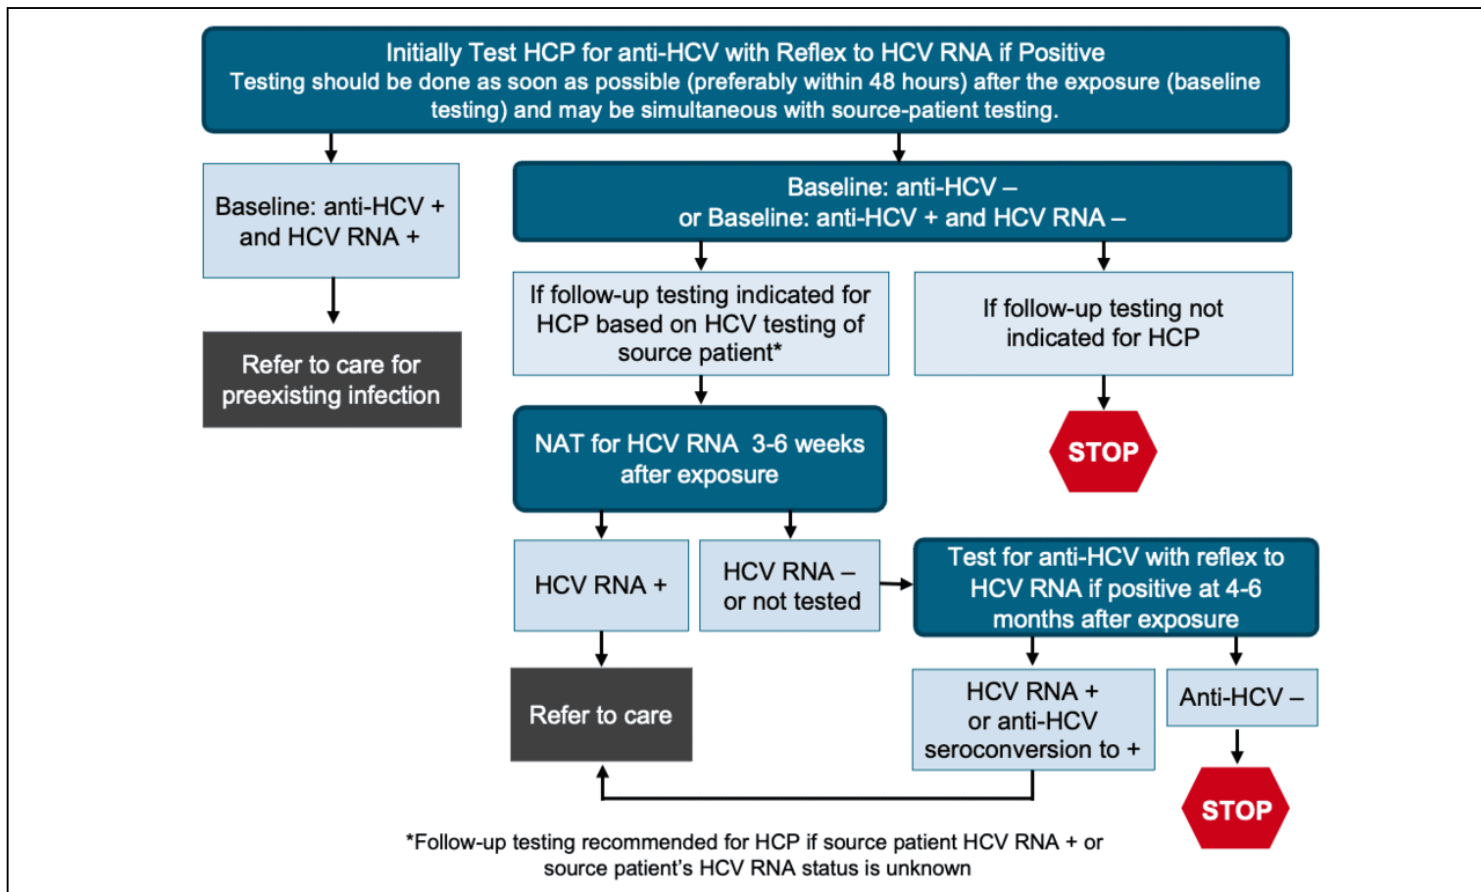 Initially Test HCP for anti-HCV with Reflex to HCV RNA if Positive
Testing should be done as soon as possible (preferably within 48 hours) after the exposure (baseline
testing) and may be simultaneous with source-patient testing.
Baseline: anti-HCV +
and HCV RNA +
Refer to care for
preexisting infection
Baseline: anti-HCV –
or Baseline: anti-HCV + and HCV RNA –
If follow-up testing indicated for
HCP based on HCV testing of
source patient*
If follow-up testing not
indicated for HCP
STOP
NAT for HCV RNA 3-6 weeks
after exposure
HCV RNA +
HCV RNA –
or not tested
Test for anti-HCV with reflex to
HCV RNA if positive at 4-6
months after exposure
Refer to care
HCV RNA +
or anti-HCV
seroconversion to +
Anti-HCV –
STOP
*Follow-up testing recommended for HCP if source patient HCV RNA + or
source patient's HCV RNA status is unknown